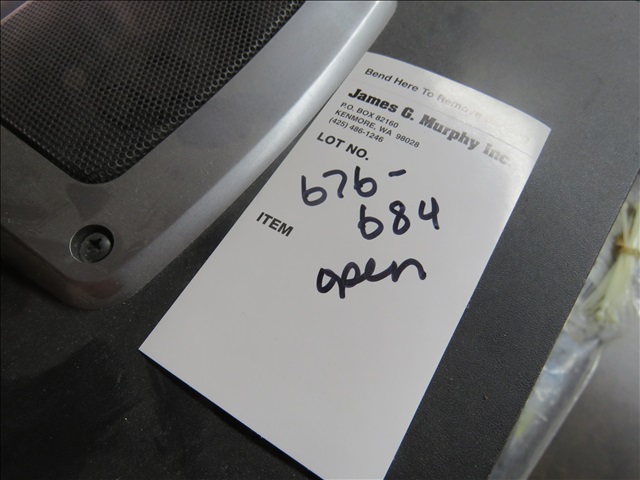 Bend Here To Remove
James G. Murphy Inc.
P.O. BOX 82160
KENMORE, WA 98028
(425) 486-1246
LOT NO.
676-
684
ITEM
open